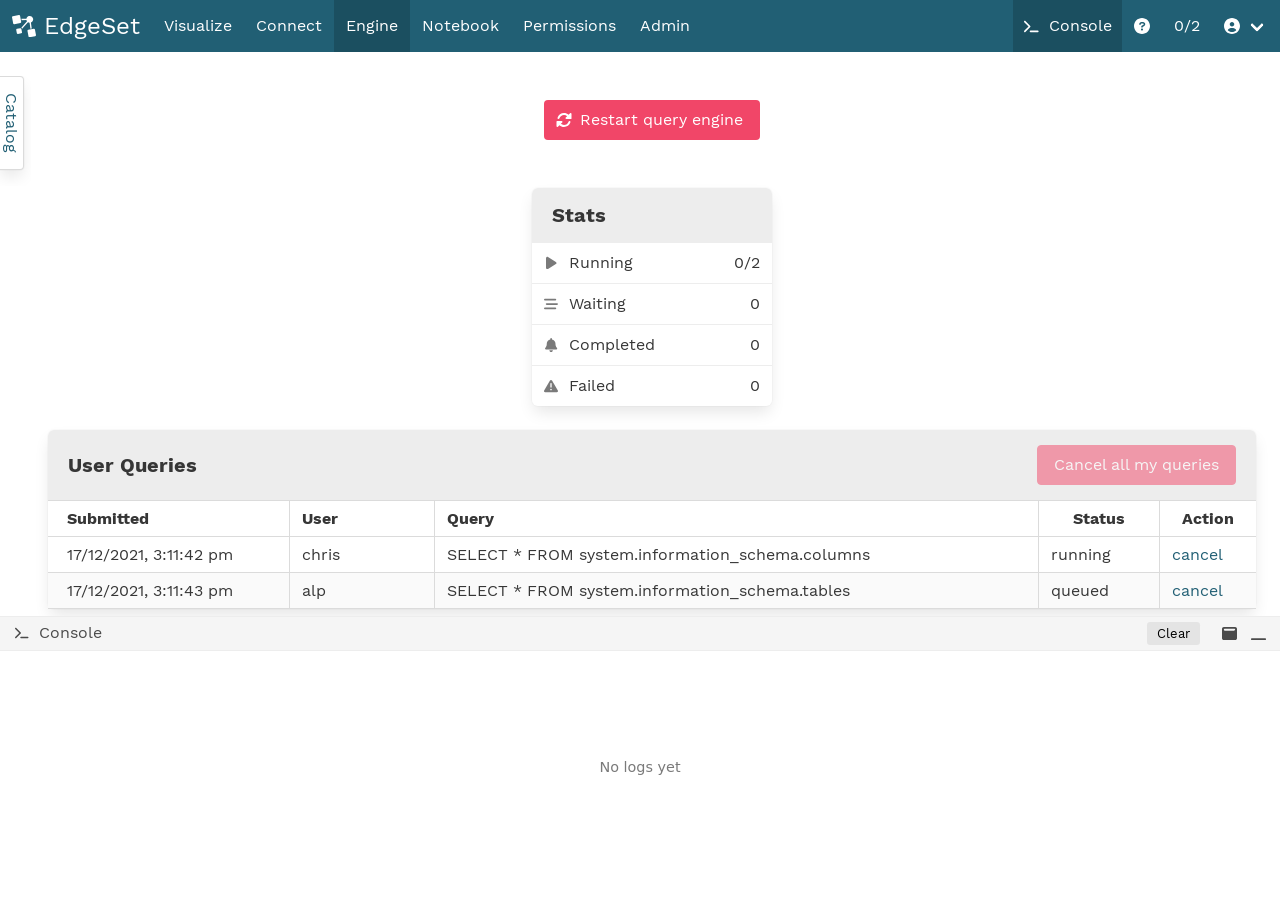 EdgeSet Visualize Connect Engine Notebook Permissions Admin Console 0/2
Catalog
Restart query engine
Stats
Running 0/2
Waiting 0
Completed 0
Failed 0
User Queries Cancel all my queries
Submitted User Query Status Action
17/12/2021, 3:11:42 pm chris SELECT * FROM system.information_schema.columns running cancel
17/12/2021, 3:11:43 pm alp SELECT * FROM system.information_schema.tables queued cancel
Console Clear
No logs yet